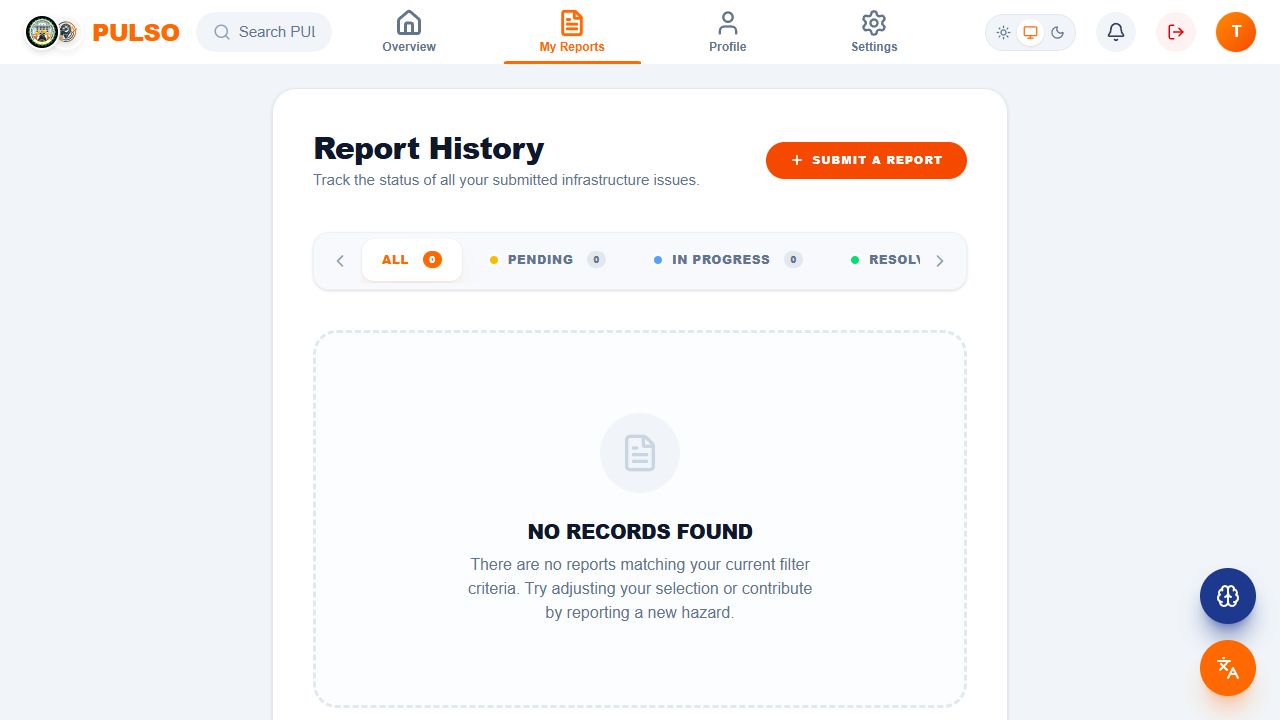 PULSO
Search PUL
Overview
My Reports
Profile
Settings
T
Report History
Track the status of all your submitted infrastructure issues.
SUBMIT A REPORT
ALL 0
PENDING 0
IN PROGRESS 0
RESOLV
NO RECORDS FOUND
There are no reports matching your current filter
criteria. Try adjusting your selection or contribute
by reporting a new hazard.